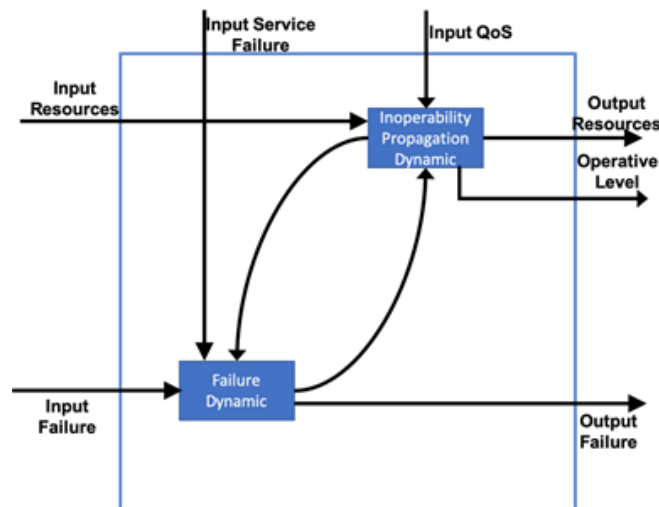 Input Service
Failure
Input QoS
Input
Resources
Inoperability
Propagation
Dynamic
Output
Resources
Operative
Level
Failure
Dynamic
Input
Failure
Output
Failure